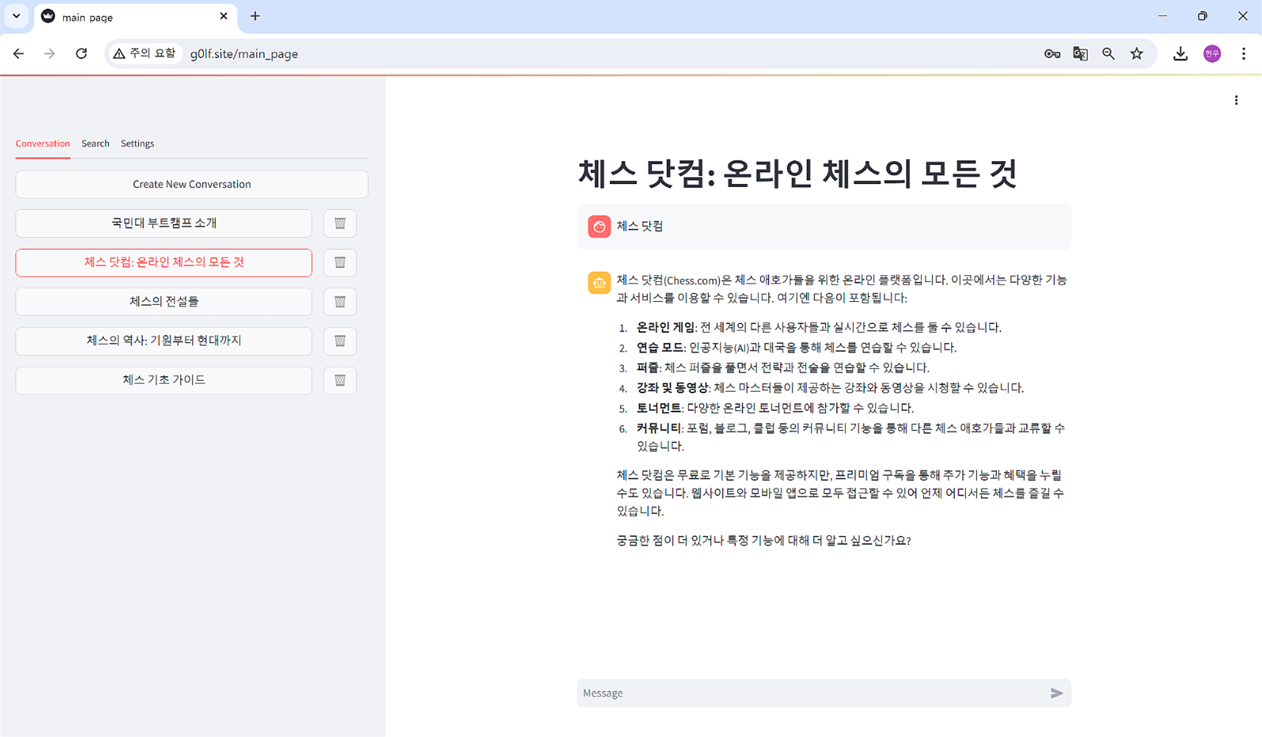 main page
주의 요함
g0lf.site/main_page
현우
Conversation Search Settings
Create New Conversation
국민대 부트캠프 소개
체스 닷컴: 온라인 체스의 모든 것
체스의 전설들
체스의 역사: 기원부터 현대까지
체스 기초 가이드
체스 닷컴: 온라인 체스의 모든 것
체스 닷컴
체스 닷컴(Chess.com)은 체스 애호가들을 위한 온라인 플랫폼입니다. 이곳에서는 다양한 기능
과 서비스를 이용할 수 있습니다. 여기엔 다음이 포함됩니다:
1. 온라인 게임: 전 세계의 다른 사용자들과 실시간으로 체스를 둘 수 있습니다.
2. 연습 모드: 인공지능(AI)과 대국을 통해 체스를 연습할 수 있습니다.
3. 퍼즐: 체스 퍼즐을 풀면서 전략과 전술을 연습할 수 있습니다.
4. 강좌 및 동영상: 체스 마스터들이 제공하는 강좌와 동영상을 시청할 수 있습니다.
5. 토너먼트: 다양한 온라인 토너먼트에 참가할 수 있습니다.
6. 커뮤니티: 포럼, 블로그, 클럽 등의 커뮤니티 기능을 통해 다른 체스 애호가들과 교류할 수
있습니다.
체스 닷컴은 무료로 기본 기능을 제공하지만, 프리미엄 구독을 통해 추가 기능과 혜택을 누릴
수도 있습니다. 웹사이트와 모바일 앱으로 모두 접근할 수 있어 언제 어디서든 체스를 즐길 수
있습니다.
궁금한 점이 더 있거나 특정 기능에 대해 더 알고 싶으신가요?
Message